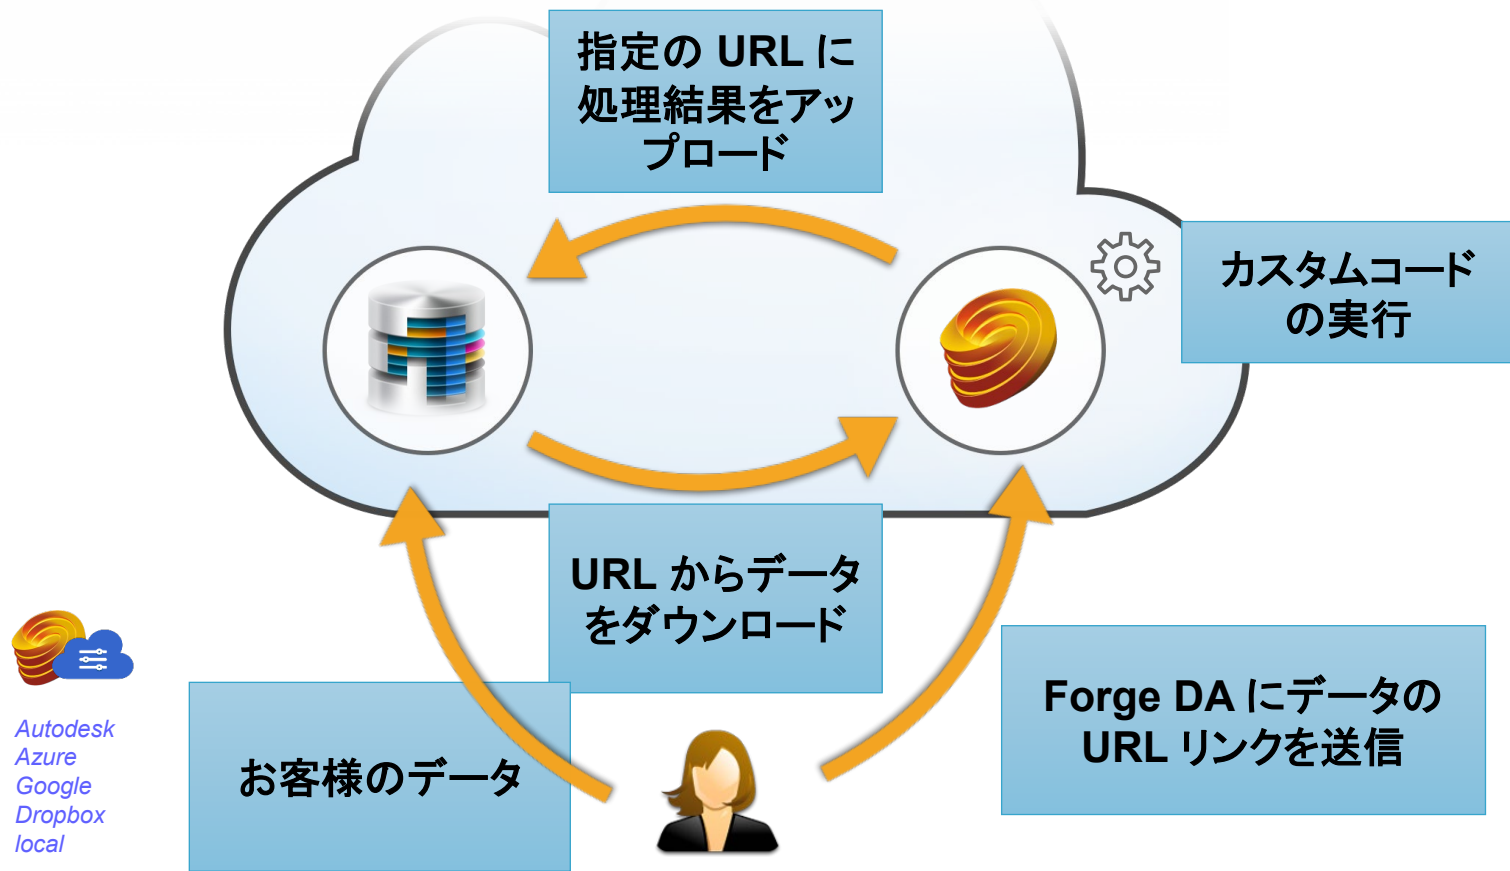 指定の URL に
処理結果をアッ
プロード
カスタムコード
の実行
URL からデータ
をダウンロード
Forge DA にデータの
URL リンクを送信
お客様のデータ
Autodesk
Azure
Google
Dropbox
local